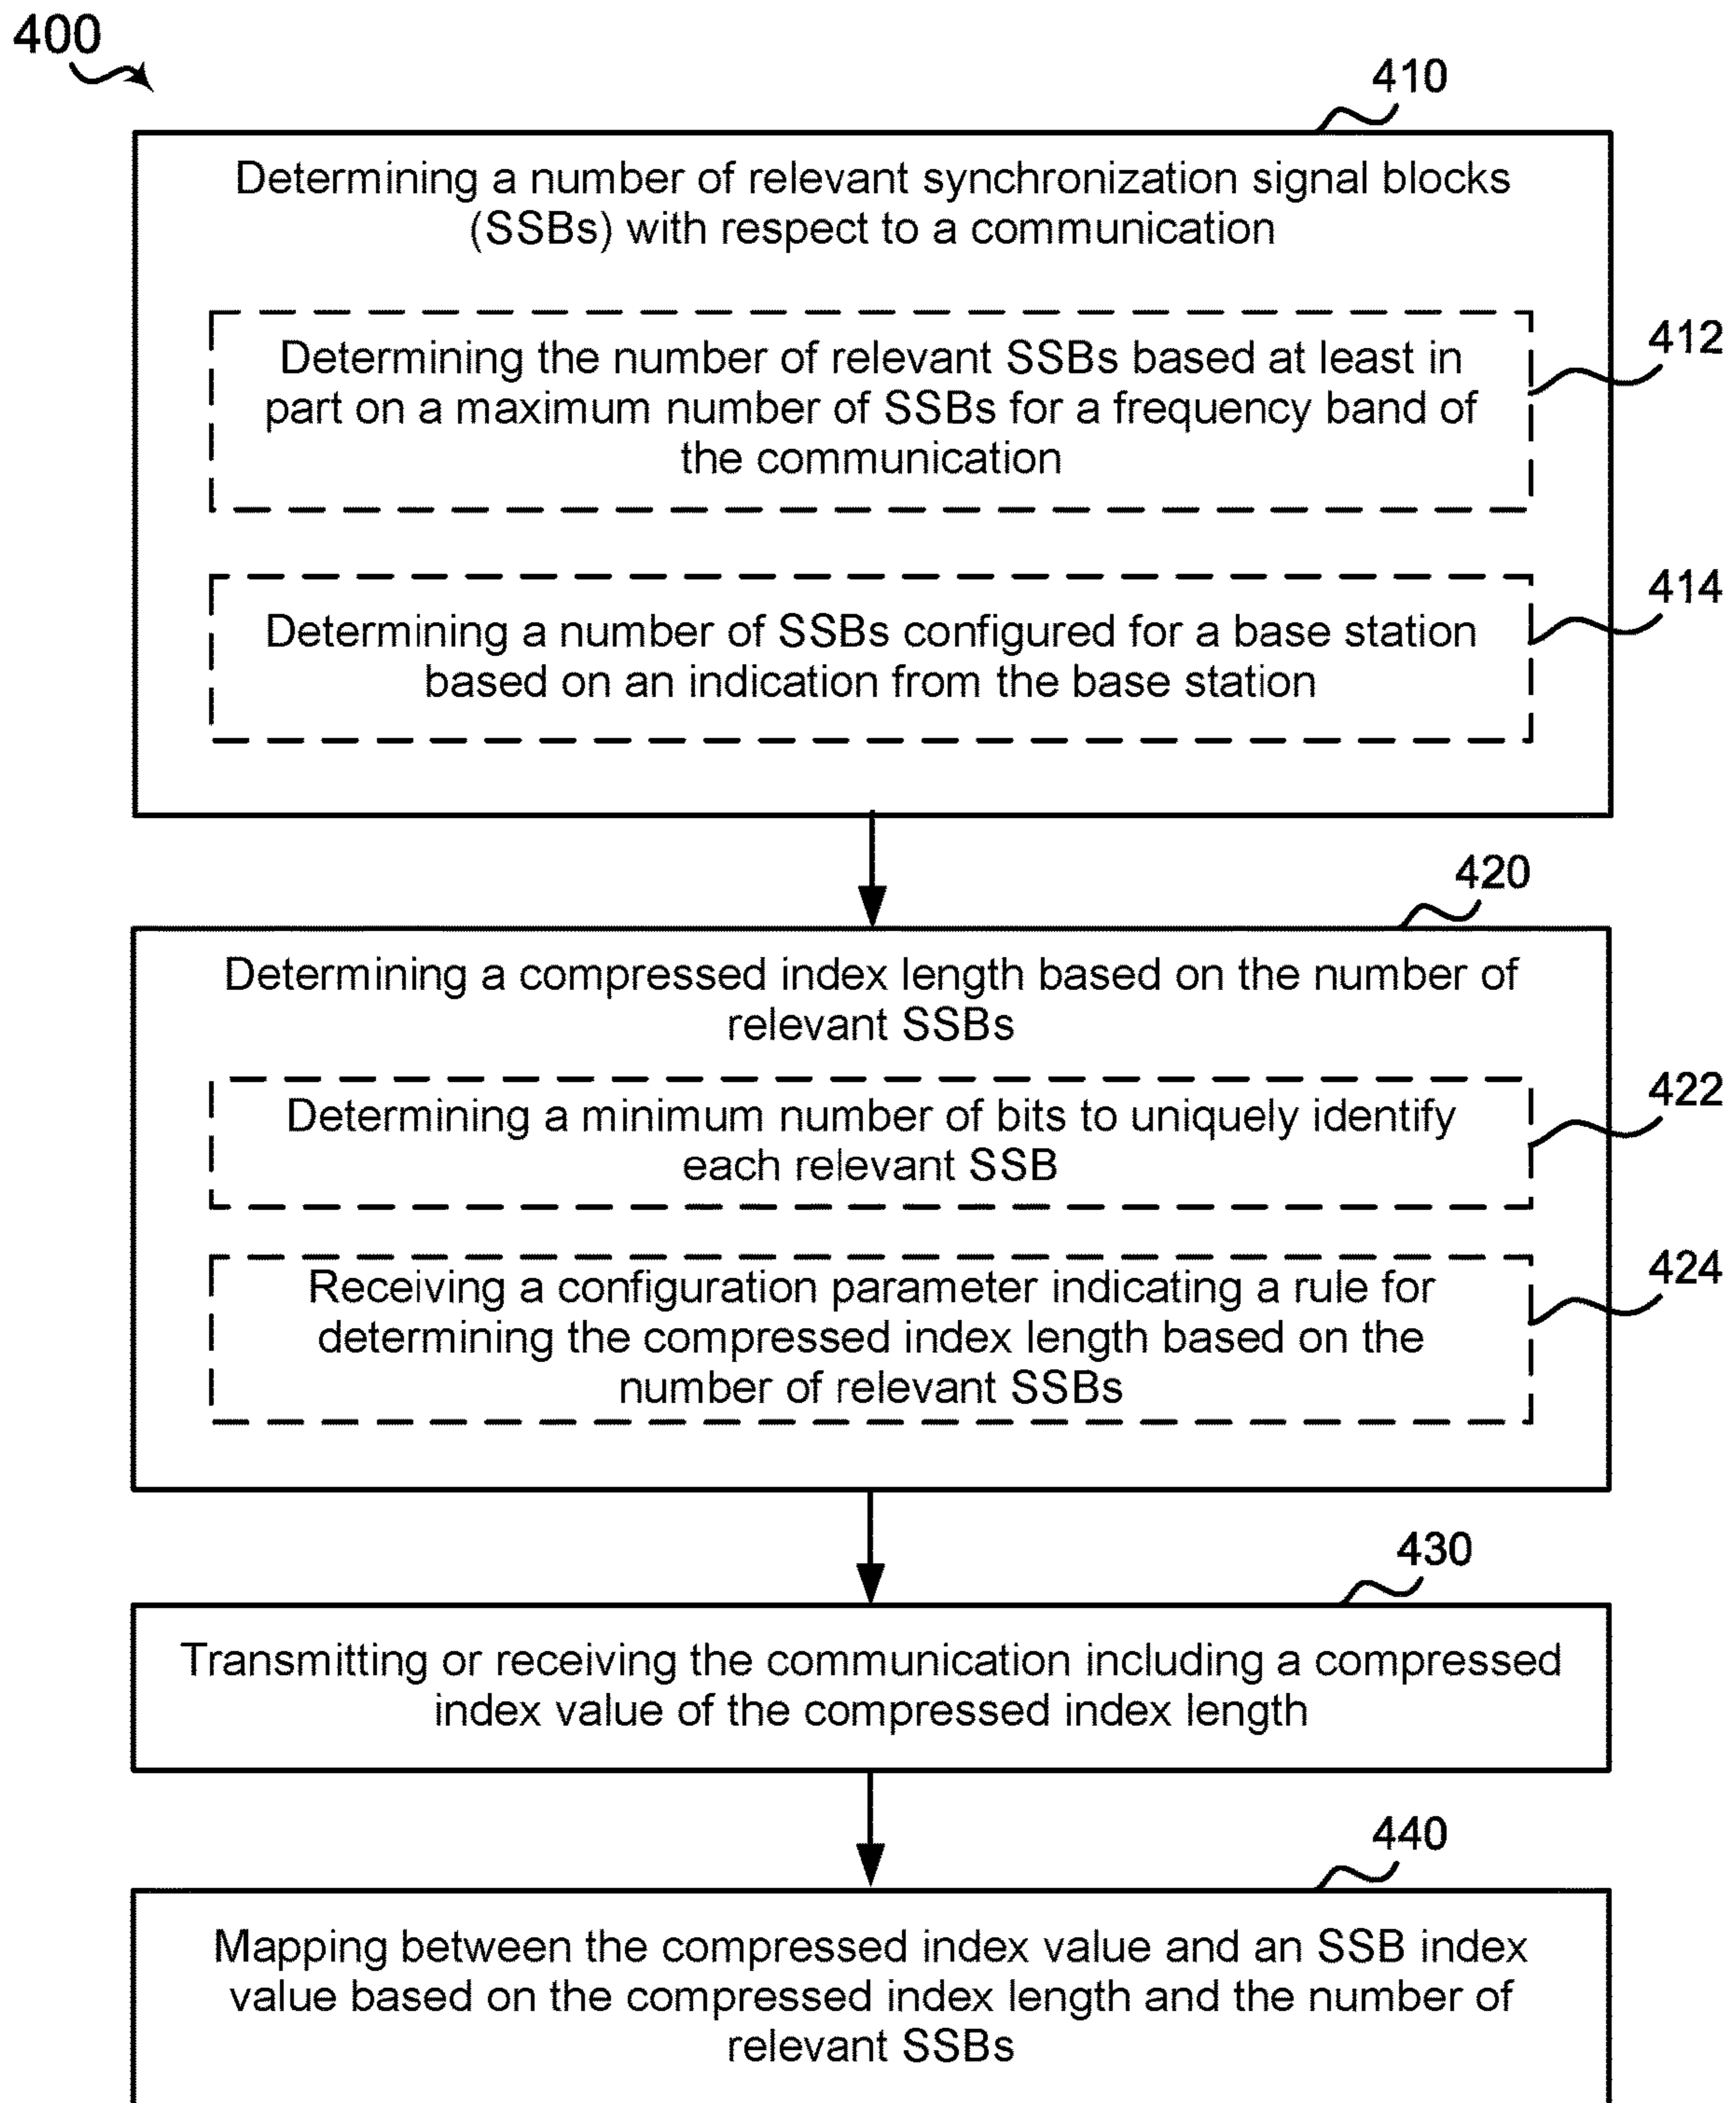 400
410
Determining a number of relevant synchronization signal blocks
(SSBs) with respect to a communication
412
Determining the number of relevant SSBs based at least in
part on a maximum number of SSBs for a frequency band of
the communication
414
Determining a number of SSBs configured for a base station
based on an indication from the base station
420
Determining a compressed index length based on the number of
relevant SSBs
422
Determining a minimum number of bits to uniquely identify
each relevant SSB
424
Receiving a configuration parameter indicating a rule for
determining the compressed index length based on the
number of relevant SSBs
430
Transmitting or receiving the communication including a compressed
index value of the compressed index length
440
Mapping between the compressed index value and an SSB index
value based on the compressed index length and the number of
relevant SSBs